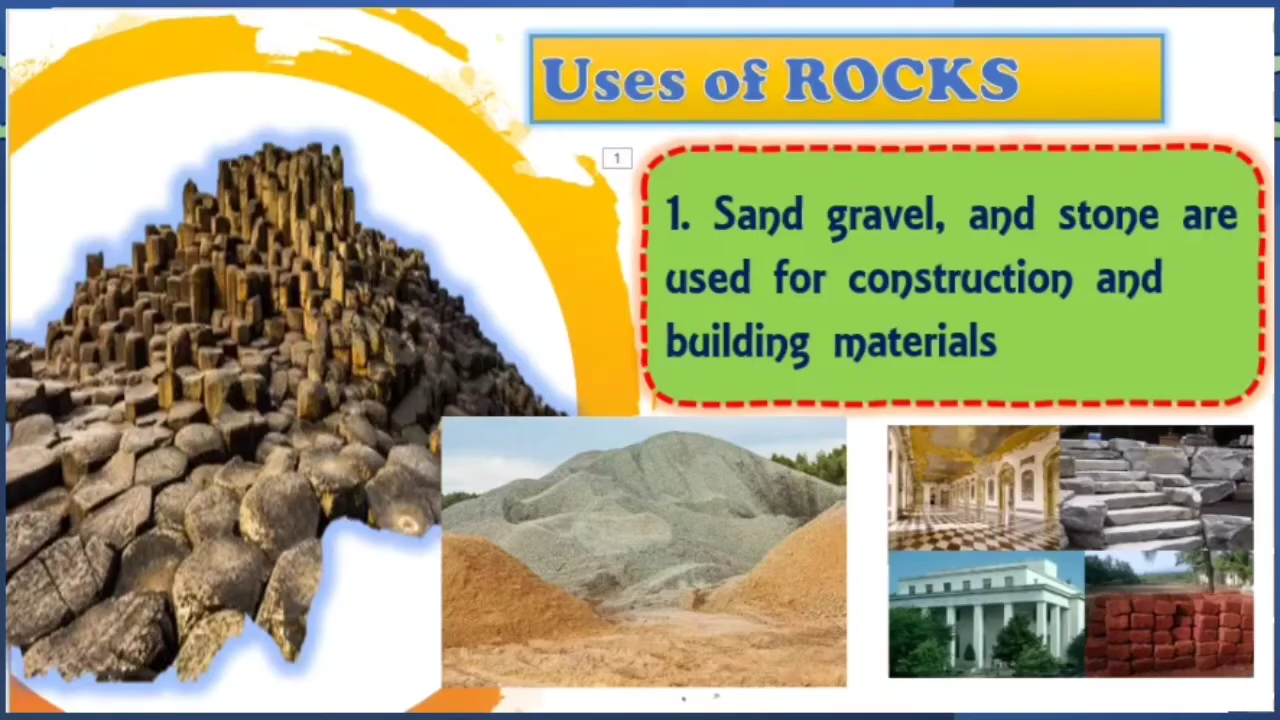 Uses of ROCKS
1
1. Sand gravel, and stone are
used for construction and
building materials